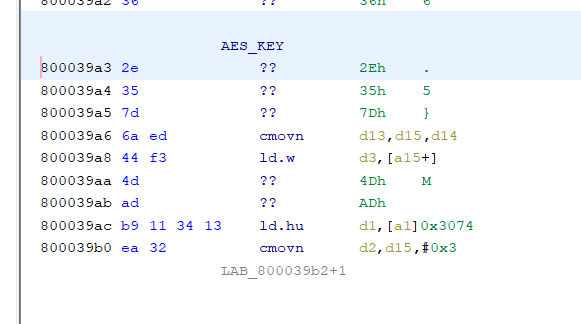 800039a2 36 ?? 36h 6
AES_KEY
800039a3 2e ?? 2Eh .
800039a4 35 ?? 35h 5
800039a5 7d ?? 7Dh }
800039a6 6a ed cmovn d13,d15,d14
800039a8 44 f3 ld.w d3,[a15+]
800039aa 4d ?? 4Dh M
800039ab ad ?? ADh
800039ac b9 11 34 13 ld.hu d1,[a1]0x3074
800039b0 ea 32 cmovn d2,d15,#0x3
LAB_800039b2+1